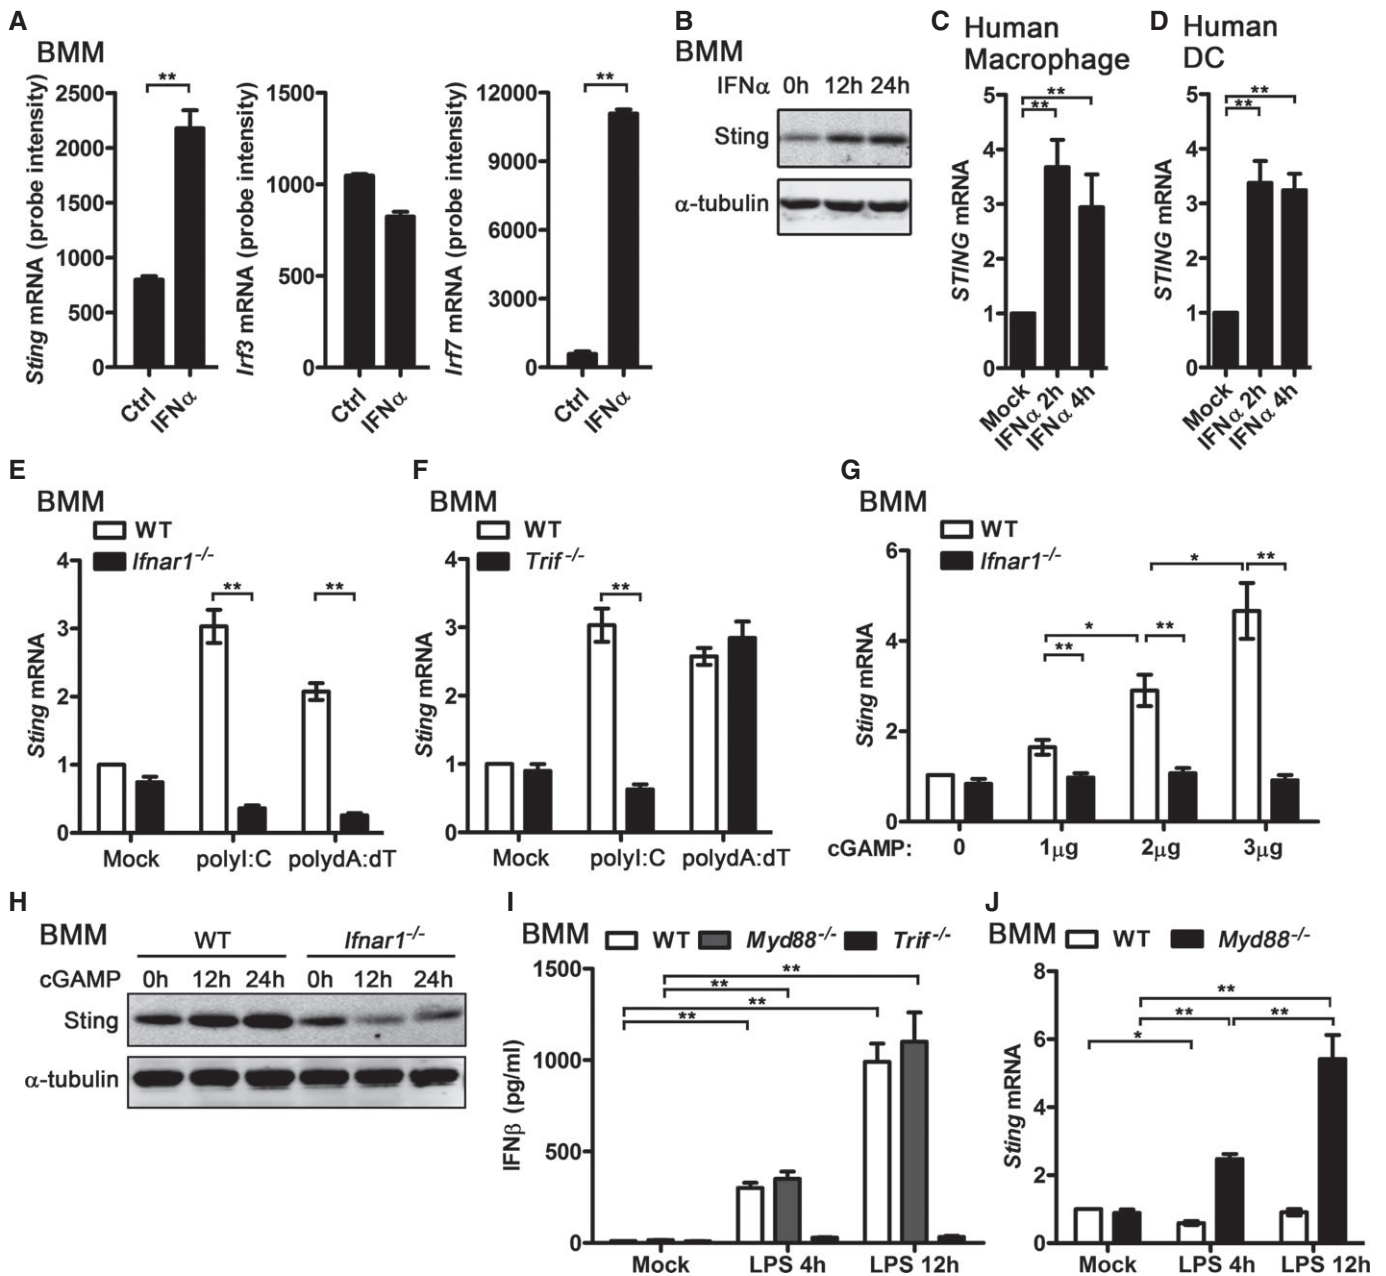 A
BMM
Sting mRNA (probe intensity)
2500
2000
1500
1000
500
0
**
Ctrl
IFNα
Irf3 mRNA (probe intensity)
1500
1000
500
0
Ctrl
IFNα
Irf7 mRNA (probe intensity)
12000
9000
6000
3000
0
**
Ctrl
IFNα
B
BMM
IFNα 0h 12h 24h
Sting
α-tubulin
C
Human
Macrophage
STING mRNA
5
4
3
2
1
0
**
**
Mock
IFNα 2h
IFNα 4h
D
Human
DC
STING mRNA
5
4
3
2
1
0
**
**
Mock
IFNα 2h
IFNα 4h
E
BMM
WT
Ifnar1-/-
Sting mRNA
4
3
2
1
0
** **
Mock polyI:C polydA:dT
F
BMM
WT
Trif-/-
Sting mRNA
4
3
2
1
0
**
Mock polyI:C polydA:dT
G
BMM
WT
Ifnar1-/-
Sting mRNA
6
4
2
0
* **
* **
**
cGAMP: 0 1μg 2μg 3μg
H
BMM WT Ifnar1-/-
cGAMP 0h 12h 24h 0h 12h 24h
Sting
α-tubulin
I
BMM WT Myd88-/- Trif-/-
IFNβ (pg/ml)
1500
1000
500
0
**
**
**
**
Mock LPS 4h LPS 12h
J
BMM WT Myd88-/-
Sting mRNA
8
6
4
2
0
**
** **
*
Mock LPS 4h LPS 12h